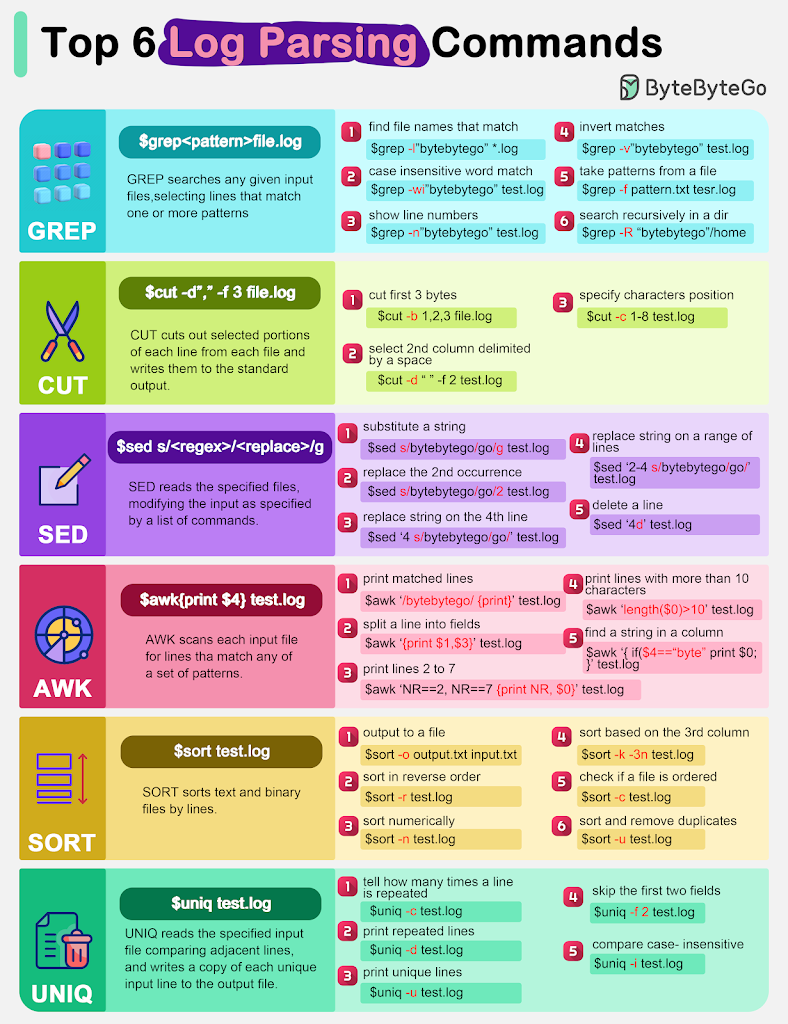 Top 6 Log Parsing Commands
ByteByteGo
GREP
$grep<pattern>file.log
GREP searches any given input
files,selecting lines that match
one or more patterns
1 find file names that match
$grep -l"bytebytego" *.log
2 case insensitive word match
$grep -wi"bytebytego" test.log
3 show line numbers
$grep -n"bytebytego" test.log
4 invert matches
$grep -v"bytebytego" test.log
5 take patterns from a file
$grep -f pattern.txt tesr.log
6 search recursively in a dir
$grep -R “bytebytego”/home
CUT
$cut -d”,” -f 3 file.log
CUT cuts out selected portions
of each line from each file and
writes them to the standard
output.
1 cut first 3 bytes
$cut -b 1,2,3 file.log
2 select 2nd column delimited
by a space
$cut -d “ ” -f 2 test.log
3 specify characters position
$cut -c 1-8 test.log
SED
$sed s/<regex>/<replace>/g
SED reads the specified files,
modifying the input as specified
by a list of commands.
1 substitute a string
$sed s/bytebytego/go/g test.log
2 replace the 2nd occurrence
$sed s/bytebytego/go/2 test.log
3 replace string on the 4th line
$sed ‘4 s/bytebytego/go/’ test.log
4 replace string on a range of
lines
$sed ‘2-4 s/bytebytego/go/’
test.log
5 delete a line
$sed ‘4d’ test.log
AWK
$awk{print $4} test.log
AWK scans each input file
for lines tha match any of
a set of patterns.
1 print matched lines
$awk ‘/bytebytego/ {print}’ test.log
2 split a line into fields
$awk ‘{print $1,$3}’ test.log
3 print lines 2 to 7
$awk ‘NR==2, NR==7 {print NR, $0}’ test.log
4 print lines with more than 10
characters
$awk ‘length($0)>10’ test.log
5 find a string in a column
$awk ‘{ if($4==“byte” print $0;
}’ test.log
SORT
$sort test.log
SORT sorts text and binary
files by lines.
1 output to a file
$sort -o output.txt input.txt
2 sort in reverse order
$sort -r test.log
3 sort numerically
$sort -n test.log
4 sort based on the 3rd column
$sort -k -3n test.log
5 check if a file is ordered
$sort -c test.log
6 sort and remove duplicates
$sort -u test.log
UNIQ
$uniq test.log
UNIQ reads the specified input
file comparing adjacent lines,
and writes a copy of each unique
input line to the output file.
1 tell how many times a line
is repeated
$uniq -c test.log
2 print repeated lines
$uniq -d test.log
3 print unique lines
$uniq -u test.log
4 skip the first two fields
$uniq -f 2 test.log
5 compare case- insensitive
$uniq -i test.log